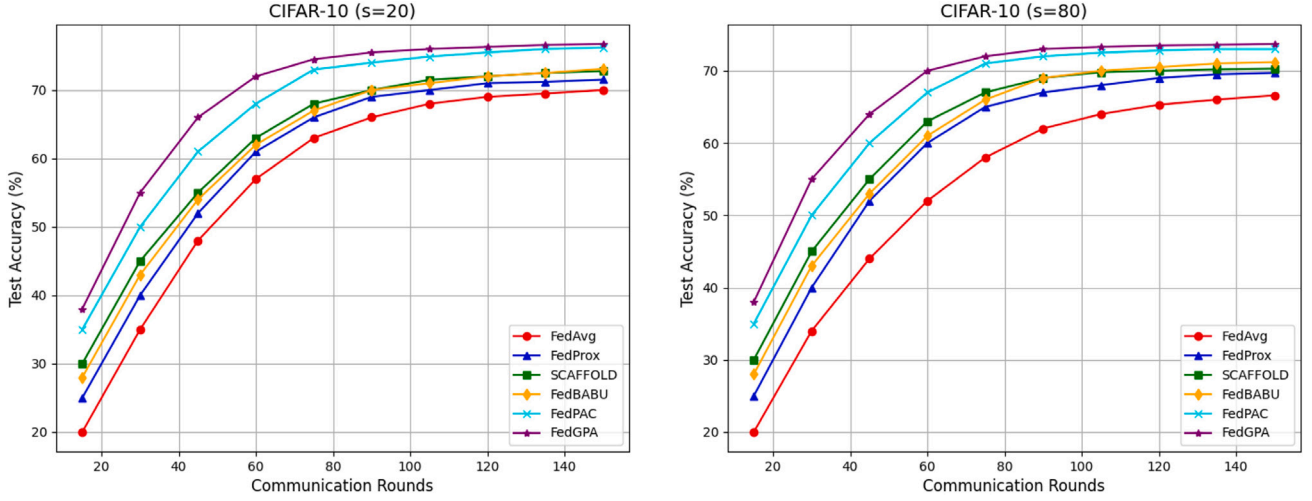 CIFAR-10 (s=20)
Test Accuracy (%)
70
60
50
40
30
20
FedAvg
FedProx
SCAFFOLD
FedBABU
FedPAC
FedGPA
20 40 60 80 100 120 140
Communication Rounds
CIFAR-10 (s=80)
Test Accuracy (%)
70
60
50
40
30
20
FedAvg
FedProx
SCAFFOLD
FedBABU
FedPAC
FedGPA
20 40 60 80 100 120 140
Communication Rounds